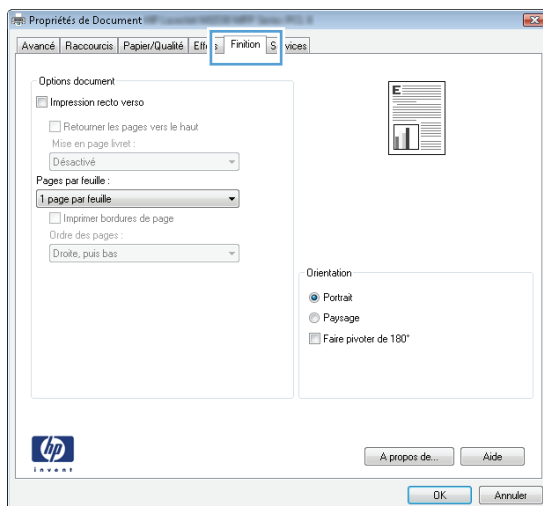 Propriétés de Document
Avancé Raccourcis Papier/Qualité Finition
Options document
Impression recto verso
Retourner les pages vers le haut
Mise en page livret :
Désactivé
Pages par feuille :
1 page par feuille
Imprimer bordures de page
Ordre des pages :
Droite, puis bas
E
Orientation
Portrait
Paysage
Faire pivoter de 180°
hp
invent
A propos de... Aide
OK Annuler